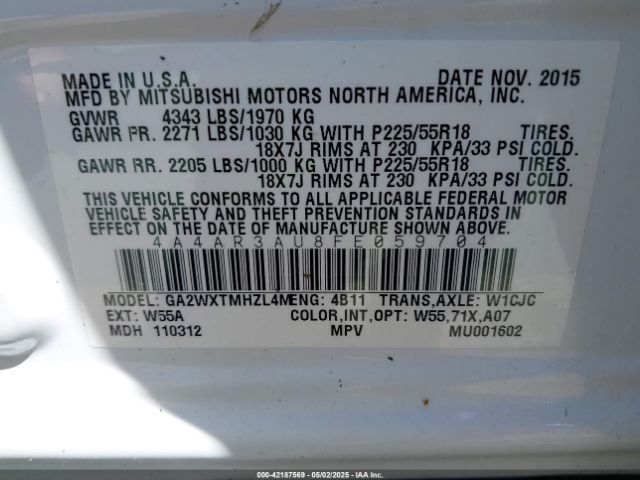 MADE IN U.S.A. DATE NOV. 2015
MFD BY MITSUBISHI MOTORS NORTH AMERICA, INC.
GVWR 4343 LBS/1970 KG
GAWR FR. 2271 LBS/1030 KG WITH P225/55R18 TIRES.
18X7J RIMS AT 230 KPA/33 PSI COLD.
GAWR RR. 2205 LBS/1000 KG WITH P225/55R18 TIRES.
18X7J RIMS AT 230 KPA/33 PSI COLD.
THIS VEHICLE CONFORMS TO ALL APPLICABLE FEDERAL MOTOR
VEHICLE SAFETY AND THEFT PREVENTION STANDARDS IN
EFFECT ON THE DATE OF MANUFACTURE SHOWN ABOVE.
4A4AR3AU8FE059704
MODEL: GA2WXTMHZL4M ENG: 4B11 TRANS,AXLE: W1CJC
EXT: W55A COLOR,INT,OPT: W55,71X,A07
MDH 110312 MPV MU001602
000-42187569 - 05/02/2025 - IAA Inc.